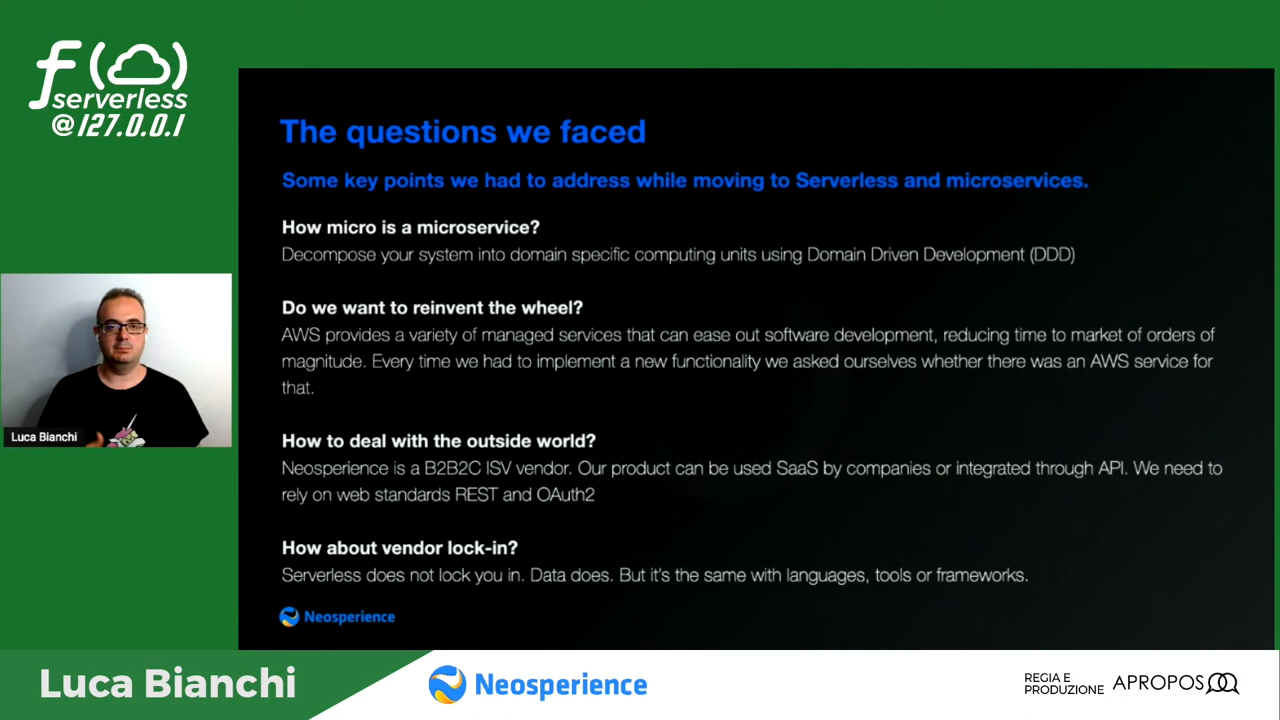 f()
serverless
@127.0.0.1
The questions we faced
Some key points we had to address while moving to Serverless and microservices.
How micro is a microservice?
Decompose your system into domain specific computing units using Domain Driven Development (DDD)
Do we want to reinvent the wheel?
AWS provides a variety of managed services that can ease out software development, reducing time to market of orders of
magnitude. Every time we had to implement a new functionality we asked ourselves whether there was an AWS service for
that.
How to deal with the outside world?
Neosperience is a B2B2C ISV vendor. Our product can be used SaaS by companies or integrated through API. We need to
rely on web standards REST and OAuth2
How about vendor lock-in?
Serverless does not lock you in. Data does. But it's the same with languages, tools or frameworks.
Neosperience
Luca Bianchi
Luca Bianchi
Neosperience
REGIA E
PRODUZIONE
APROPOS